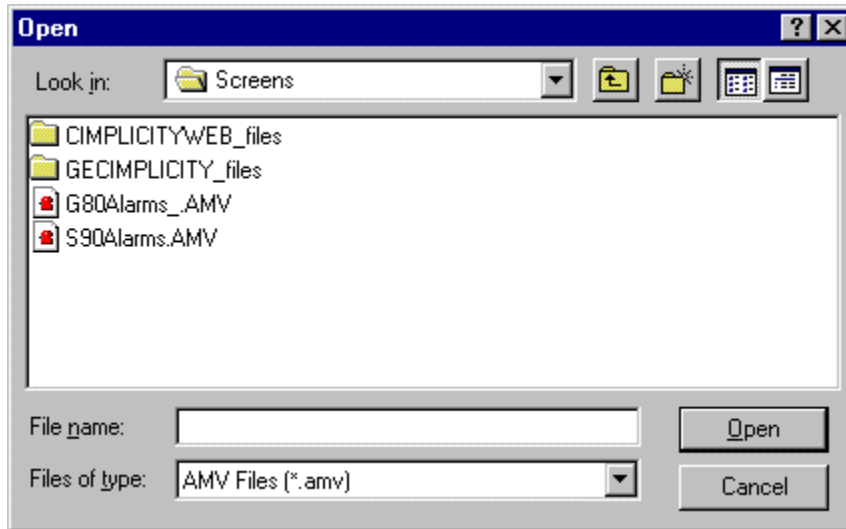 Open
Look in: Screens
CIMPLICITYWEB_files
GECIMPLICITY_files
G80Alarms_.AMV
S90Alarms.AMV
File name: Open
Files of type: AMV Files (*.amv) Cancel